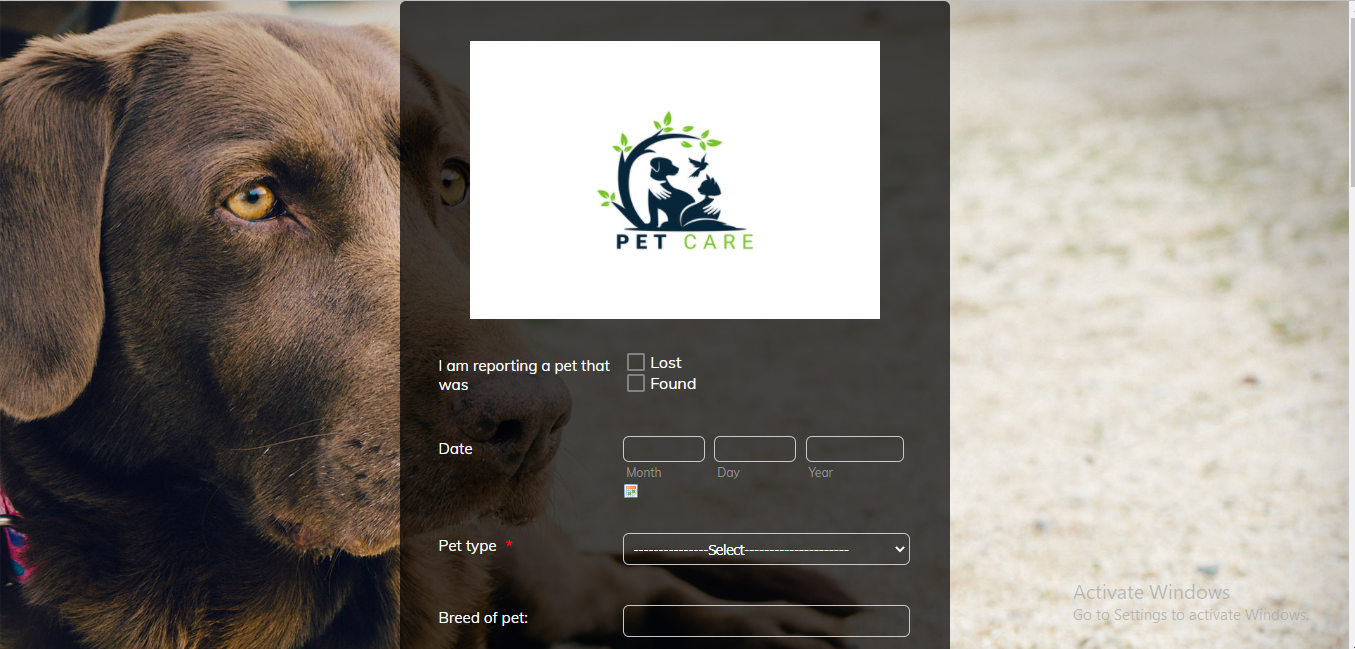 PET CARE
I am reporting a pet that
was
Lost
Found
Date
Month Day Year
Pet type *
---------------Select---------------------
Breed of pet:
Activate Windows
Go to Settings to activate Windows.